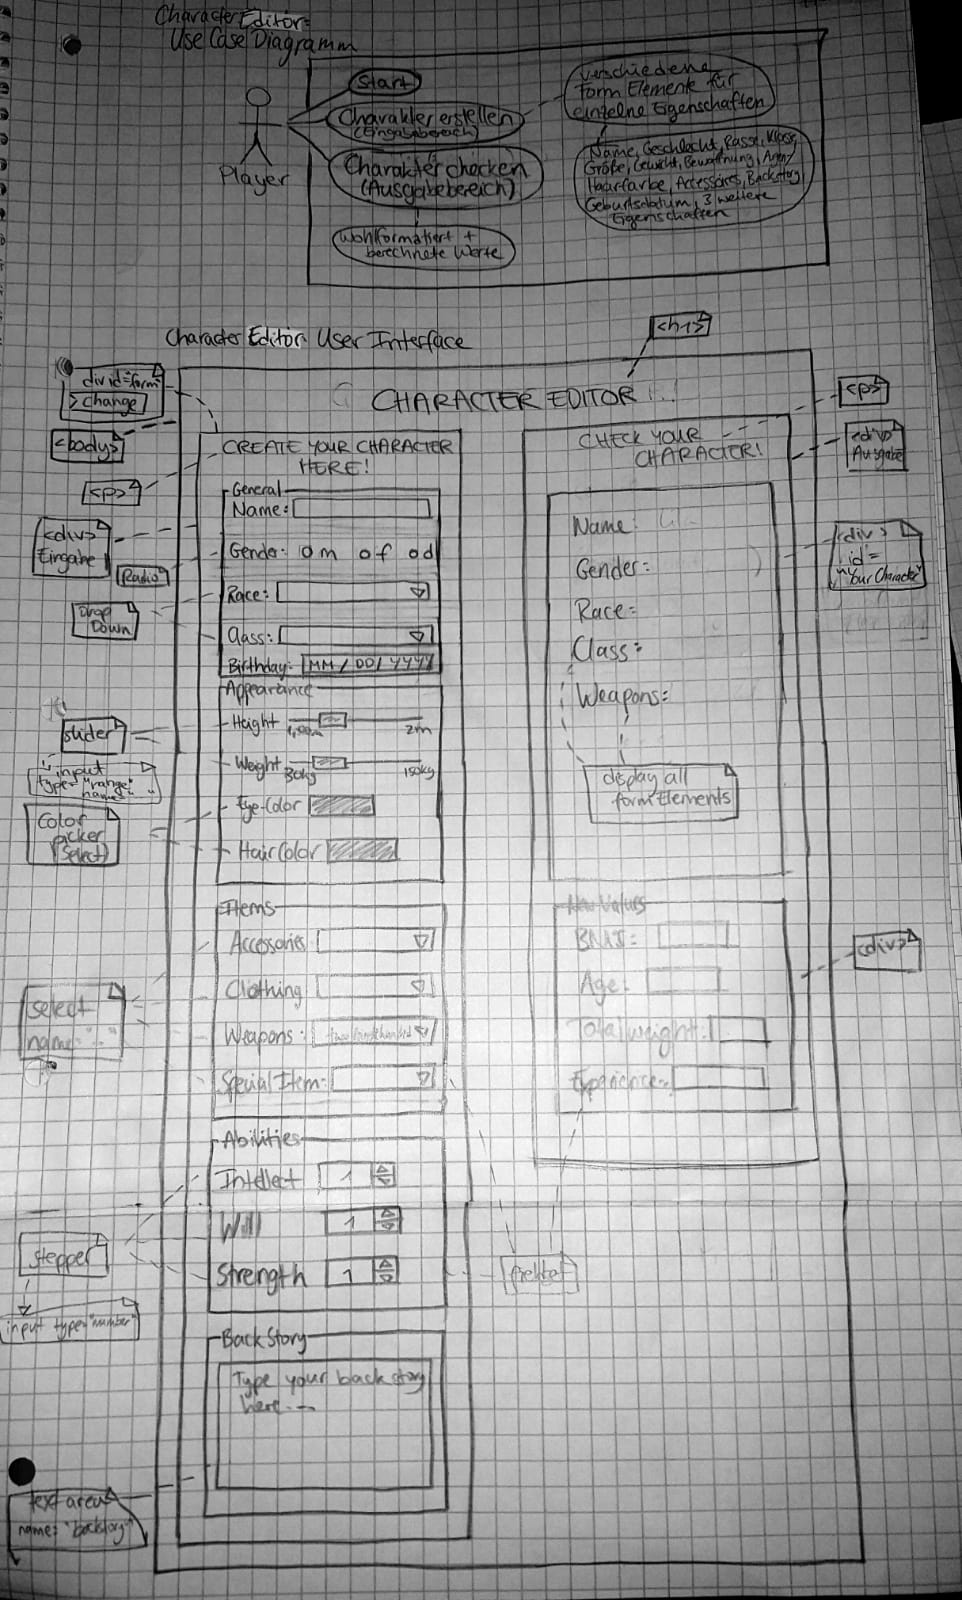 Character Editor:
Use Case Diagramm
Start
Charakter erstellen
(Eingabebereich)
Player
Charakter checken
(Ausgabebereich)
wohlformatiert +
berechnete Werte
verschiedene
Form Elemente für
einzelne Eigenschaften
Name, Geschlecht, Rasse, Klasse,
Größe, Gewicht, Bewaffnung, Augen/
Haarfarbe, Accessoires, Backstory
Geburtsdatum, 3 weitere
Eigenschaften
Character Editor: User Interface
<h1>
div id="form"
> change
<body>
<p>
<div>
Eingabe
Radio
Drop
Down
slider
input
type="range"
name=" "
Color
picker
(Select)
select
name=" "
stepper
input type="number"
text area
name: "backstory"
CHARACTER EDITOR
CREATE YOUR CHARACTER
HERE!
General
Name:
Gender: o m o f o d
Race:
Class:
Birthday: MM/DD/YYYY
Appearance
Height
1,00m 2m
Weight
30kg 150kg
Eye-Color
Hair Color
Items
Accessories
Clothing
Weapons:
Special Item:
Abilities
Intellect 1
Will 1
Strength 1
Back Story
Type your back story
here...
CHECK YOUR
CHARACTER!
Name:
Gender:
Race:
Class:
Weapons:
display all
form Elements
New Values
BMI:
Age:
Total weight:
Experience:
<p>
<div>
Ausgabe
<div>
id=
"Your Character"
<div>